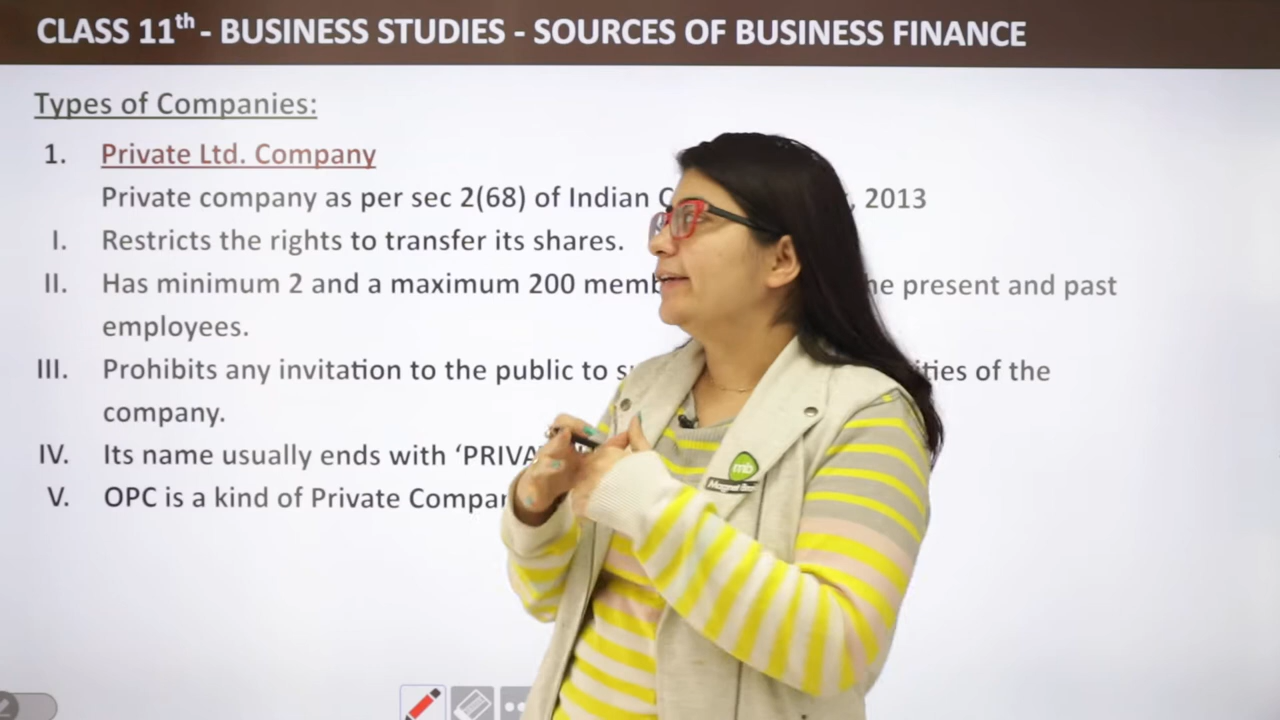 CLASS 11th - BUSINESS STUDIES - SOURCES OF BUSINESS FINANCE
Types of Companies:
1. Private Ltd. Company
Private company as per sec 2(68) of Indian , 2013
I. Restricts the rights to transfer its shares.
II. Has minimum 2 and a maximum 200 present and past
employees.
III. Prohibits any invitation to the public to of the
company.
IV. Its name usually ends with
V. OPC is a kind of Private
mb